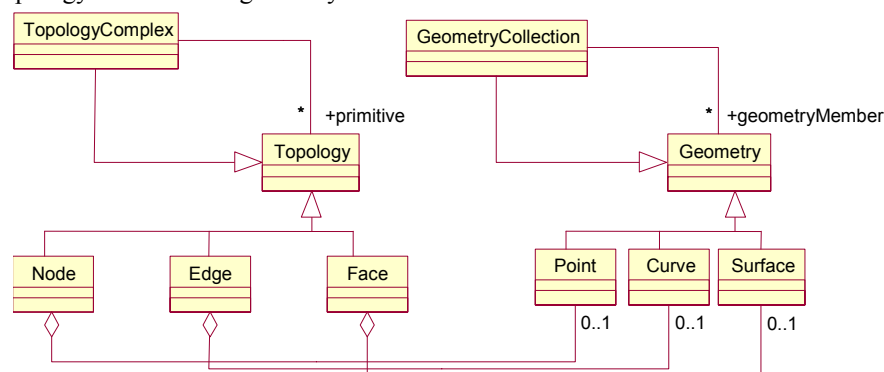 TopologyComplex
GeometryCollection
* +primitive
* +geometryMember
Topology
Geometry
Node Edge Face
Point Curve Surface
0..1 0..1 0..1